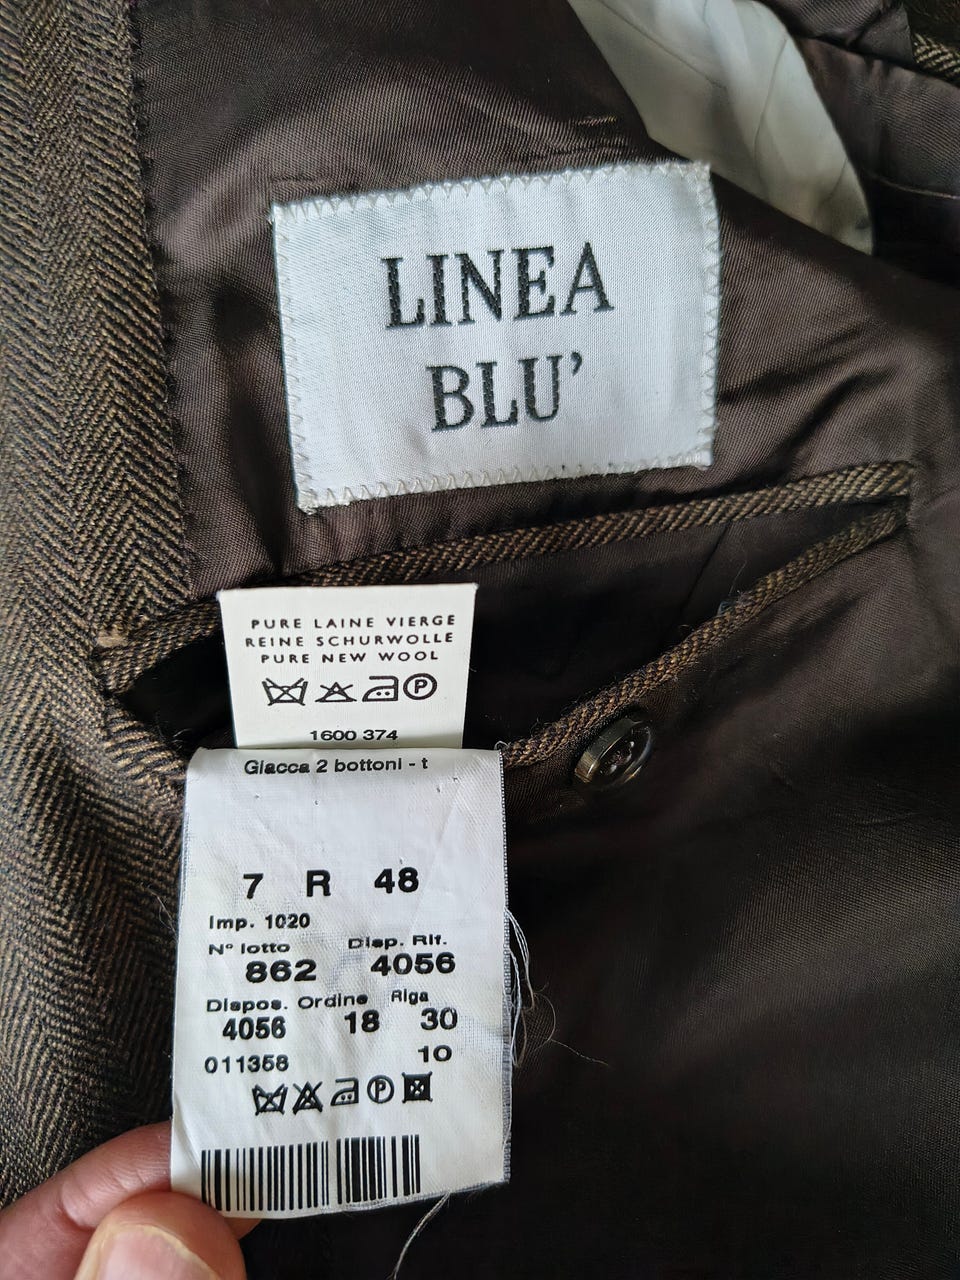 LINEA
BLU'
PURE LAINE VIERGE
REINE SCHURWOLLE
PURE NEW WOOL
P
1600 374
Giacca 2 bottoni - t
7 R 48
Imp. 1020
N° lotto Disp. Rif.
862 4056
Dispos. Ordine Riga
4056 18 30
011358 10
P